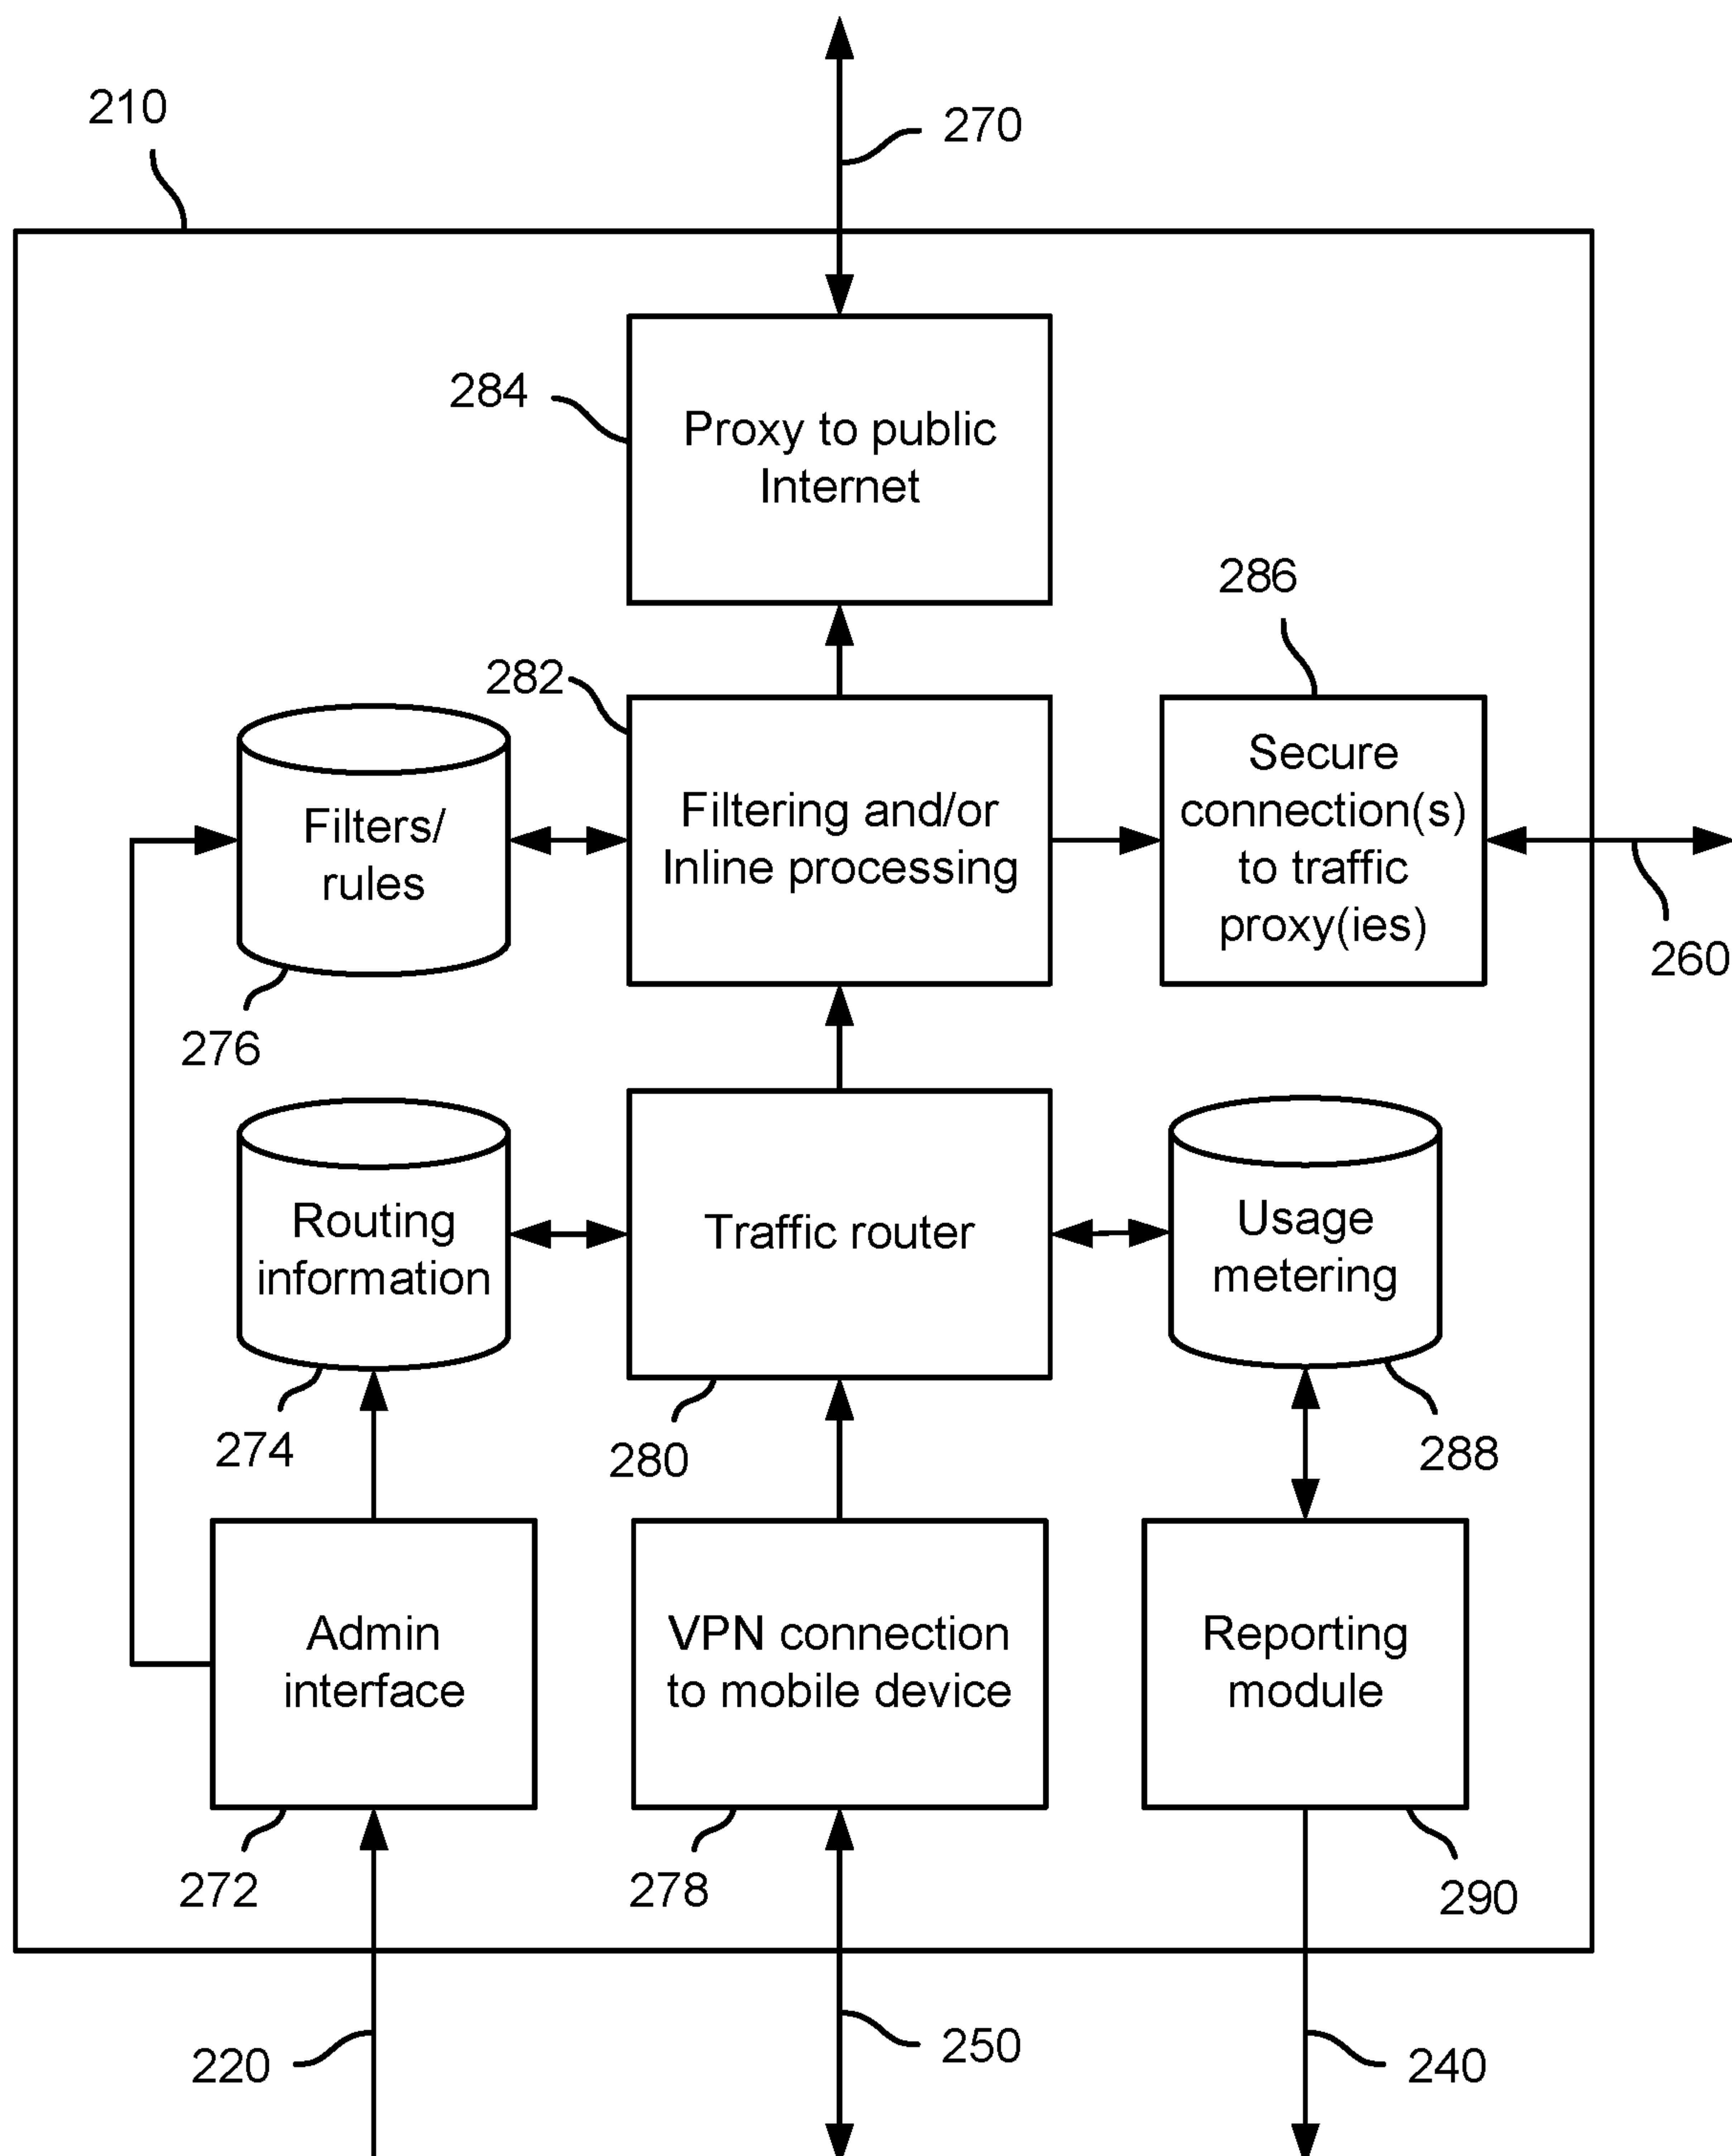 210
270
284
Proxy to public
Internet
286
282
Filters/
rules
Filtering and/or
Inline processing
Secure
connection(s)
to traffic
proxy(ies)
260
276
Routing
information
Traffic router
Usage
metering
274
280
288
Admin
interface
VPN connection
to mobile device
Reporting
module
272
278
290
220
250
240